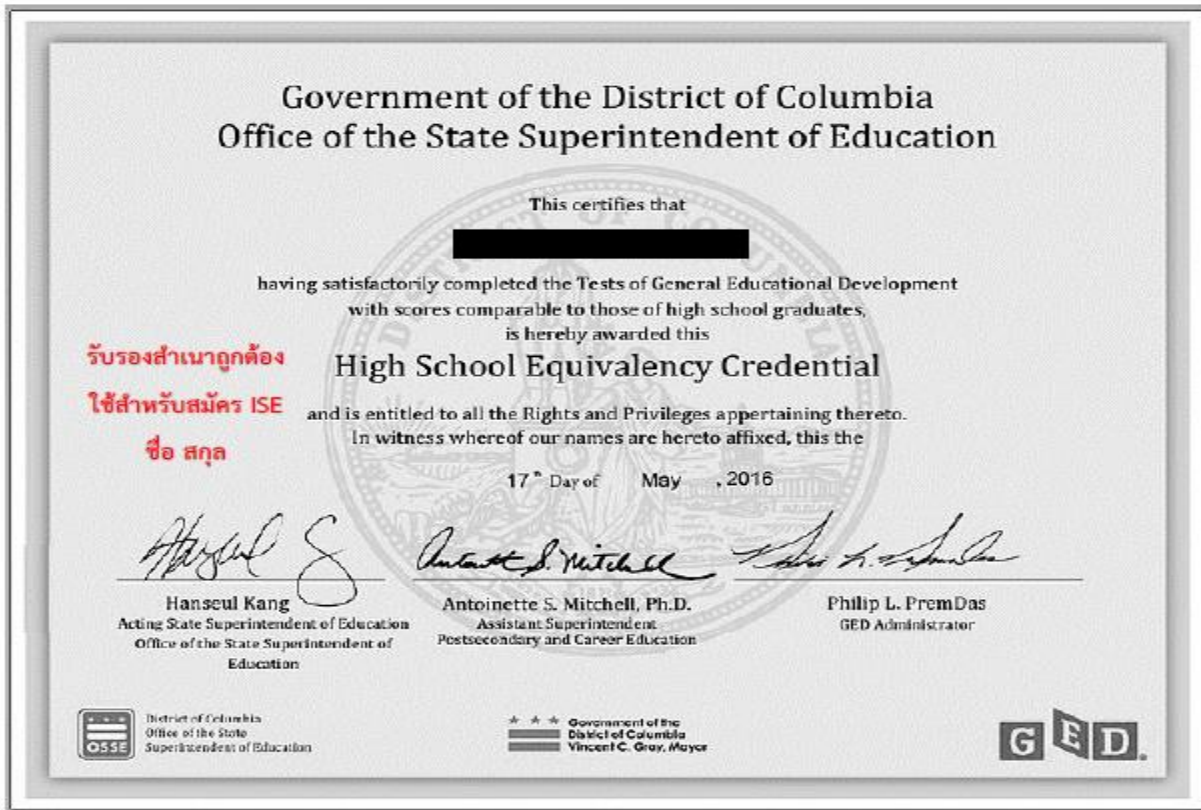 Government of the District of Columbia
Office of the State Superintendent of Education
This certifies that
having satisfactorily completed the Tests of General Educational Development
with scores comparable to those of high school graduates,
is hereby awarded this
High School Equivalency Credential
and is entitled to all the Rights and Privileges appertaining thereto.
In witness whereof our names are hereto affixed, this the
17th Day of May , 2016
รับรองสำเนาถูกต้อง
ใช้สำหรับสมัคร ISE
ชื่อ สกุล
Hanseul Kang
Acting State Superintendent of Education
Office of the State Superintendent of
Education
Antoinette S. Mitchell, Ph.D.
Assistant Superintendent
Postsecondary and Career Education
Philip L. PremDas
GED Administrator
OSSE
District of Columbia
Office of the State
Superintendent of Education
Government of the
District of Columbia
Vincent C. Gray, Mayor
GED
DISTRICT OF COLUMBIA